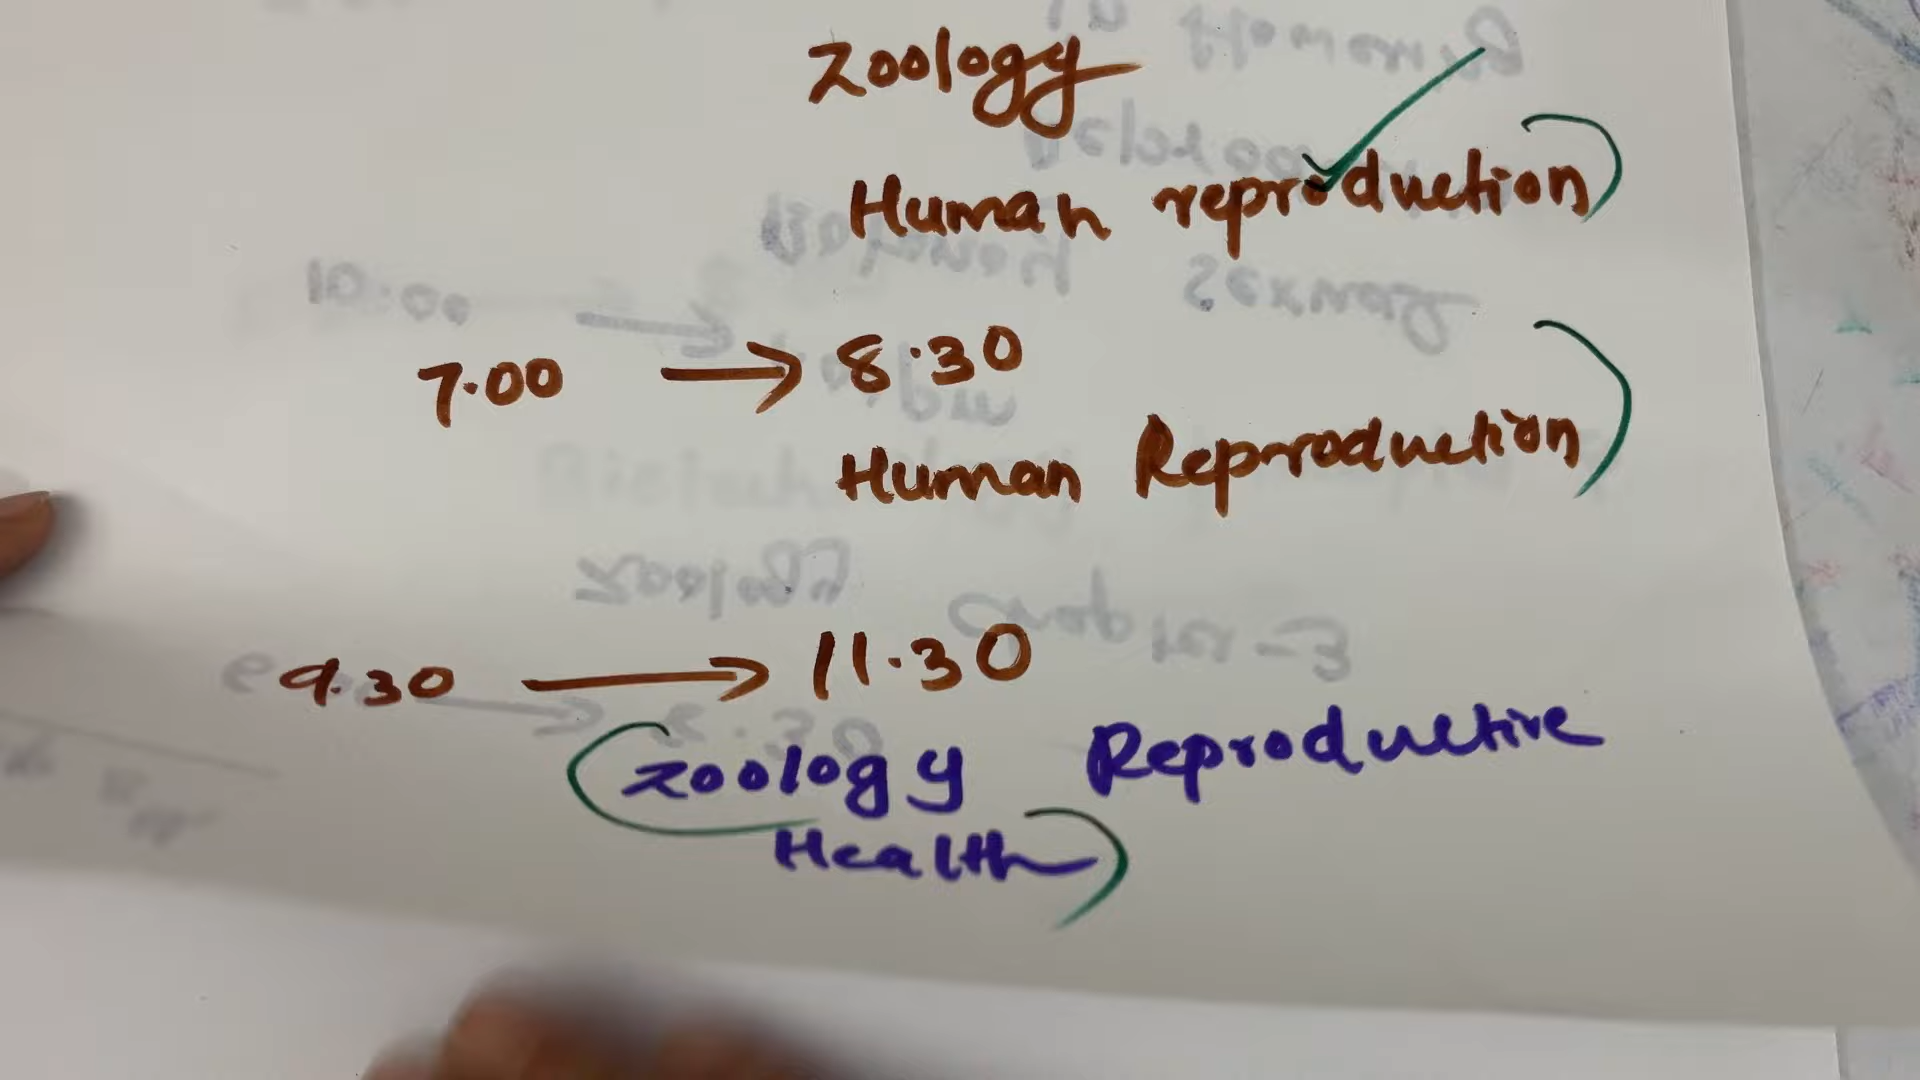 Zoology
Human reproduction
7.00 → 8.30
Human Reproduction
9.30 → 11.30
Zoology Reproductive
Health